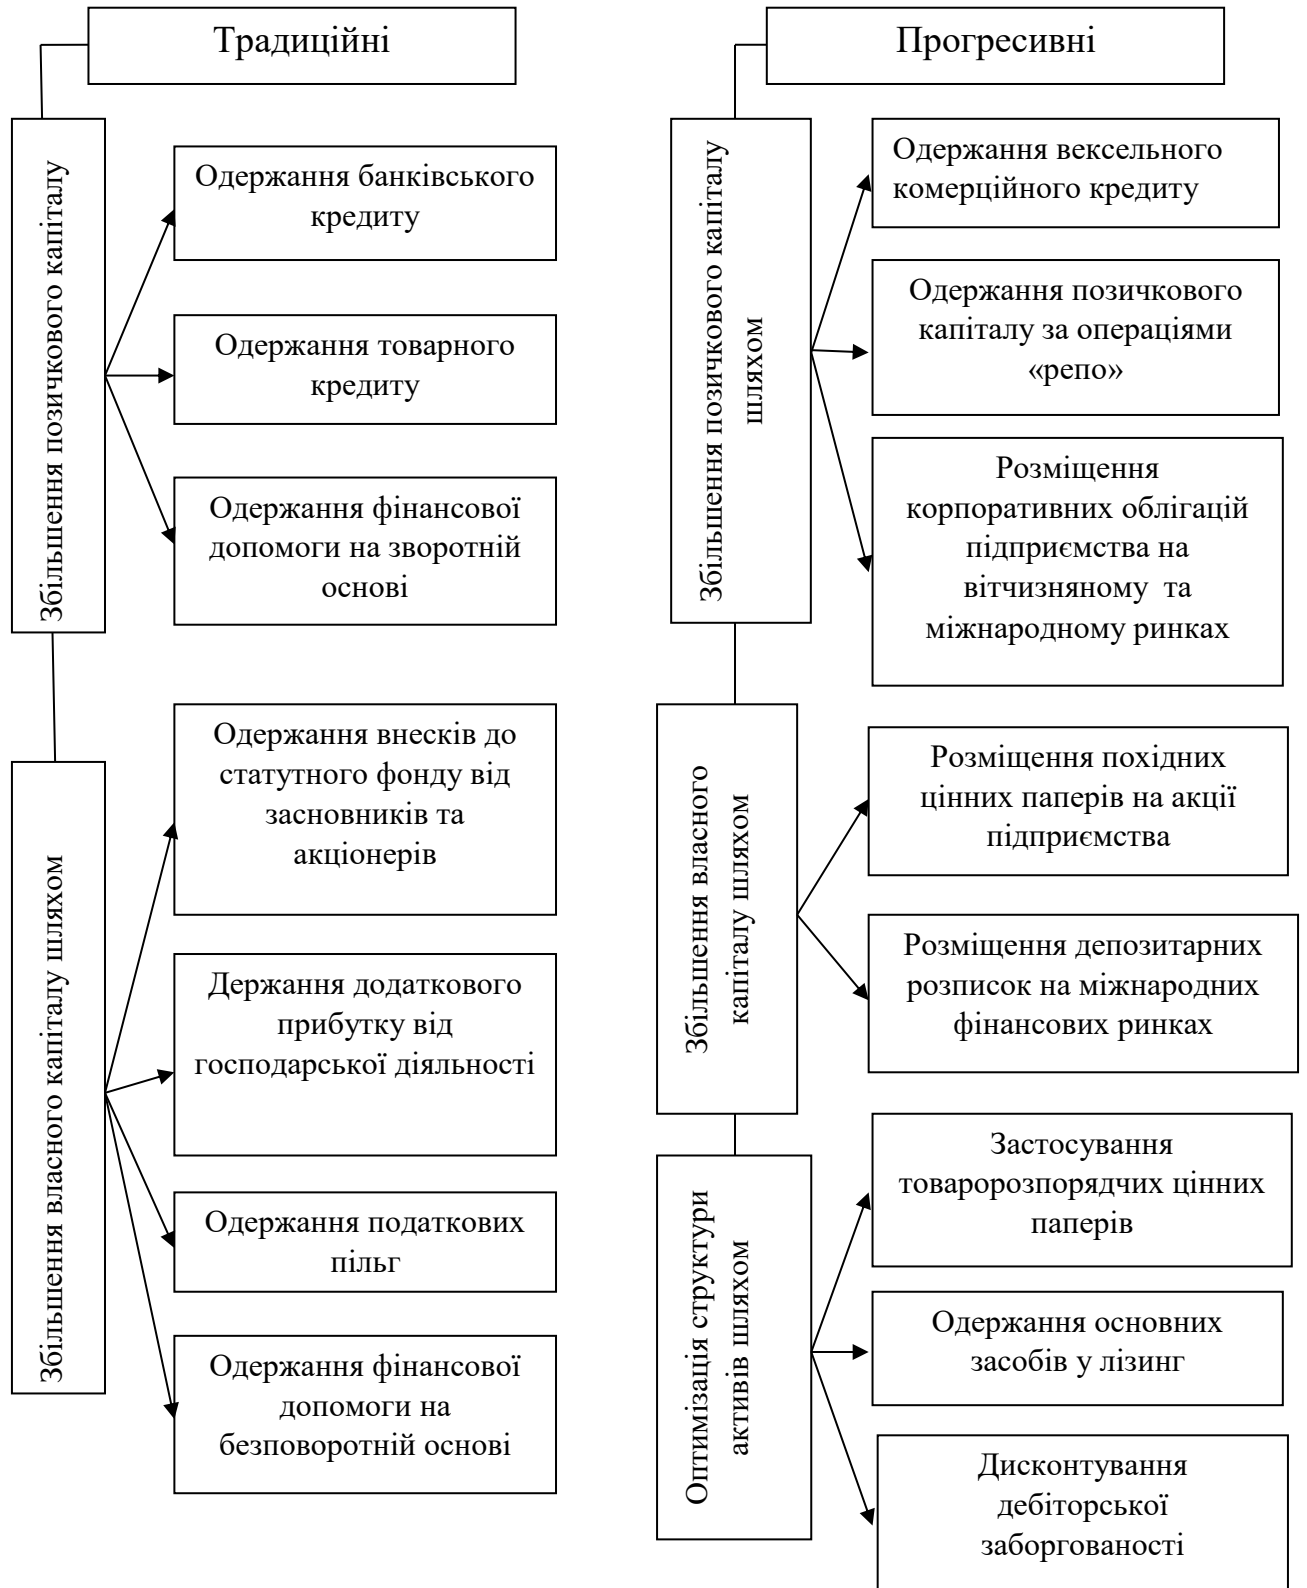 Традиційні
Збільшення позичкового капіталу
Одержання банківського
кредиту
Одержання товарного
кредиту
Одержання фінансової
допомоги на зворотній
основі
Збільшення власного капіталу шляхом
Одержання внесків до
статутного фонду від
засновників та
акціонерів
Держання додаткового
прибутку від
господарської діяльності
Одержання податкових
пільг
Одержання фінансової
допомоги на
безповоротній основі
Прогресивні
Збільшення позичкового капіталу
шляхом
Одержання вексельного
комерційного кредиту
Одержання позичкового
капіталу за операціями
«репо»
Розміщення
корпоративних облігацій
підприємства на
вітчизняному та
міжнародному ринках
Збільшення власного
капіталу шляхом
Розміщення похідних
цінних паперів на акції
підприємства
Розміщення депозитарних
розписок на міжнародних
фінансових ринках
Оптимізація структури
активів шляхом
Застосування
товаророзпорядчих цінних
паперів
Одержання основних
засобів у лізинг
Дисконтування
дебіторської
заборгованості